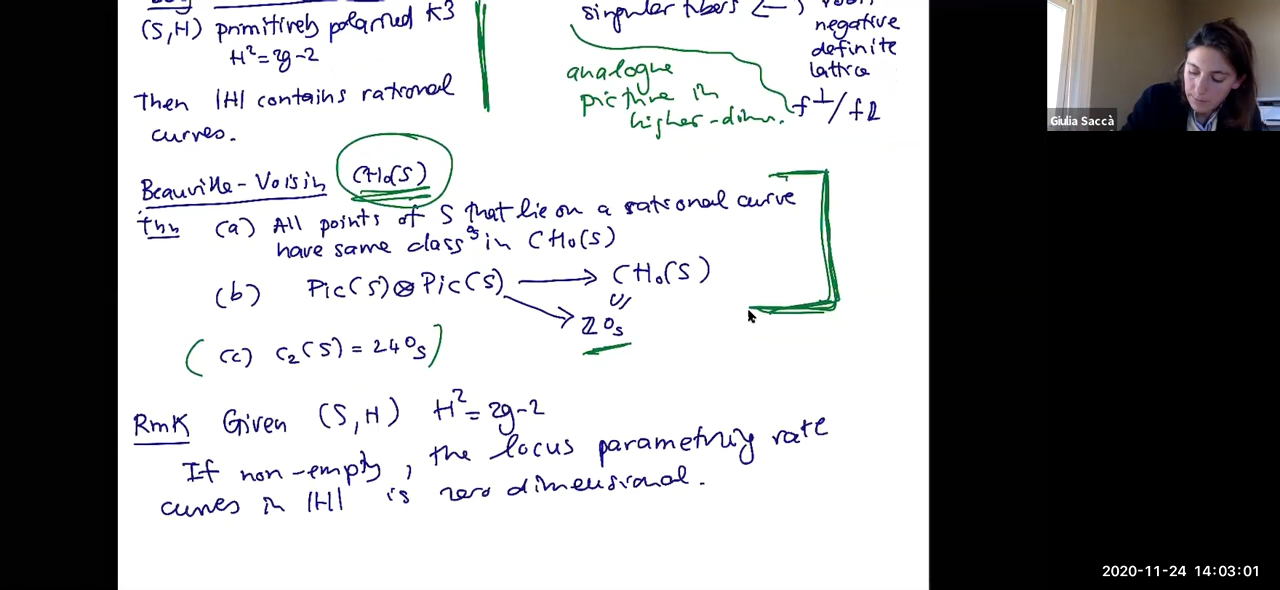 (S,H) primitively polarized K3
H²=2g-2
Then |H| contains rational
curves.
singular fibers ⟷
negative
definite
lattice
analogue
picture in
higher-dim.
f⊥/fZ
Giulia Saccà
Beauville-Voisin CH₀(S)
Thm (a) All points of S that lie on a rational curve
have same class in CH₀(S)
(b) Pic(S)⊗Pic(S) ⟶ CH₀(S)
∪/
Z o_S
(c) c₂(S) = 24 o_S
Rmk Given (S,H) H²=2g-2
If non-empty, the locus parametrizing rate
curves in |H| is zero dimensional.
2020-11-24 14:03:01